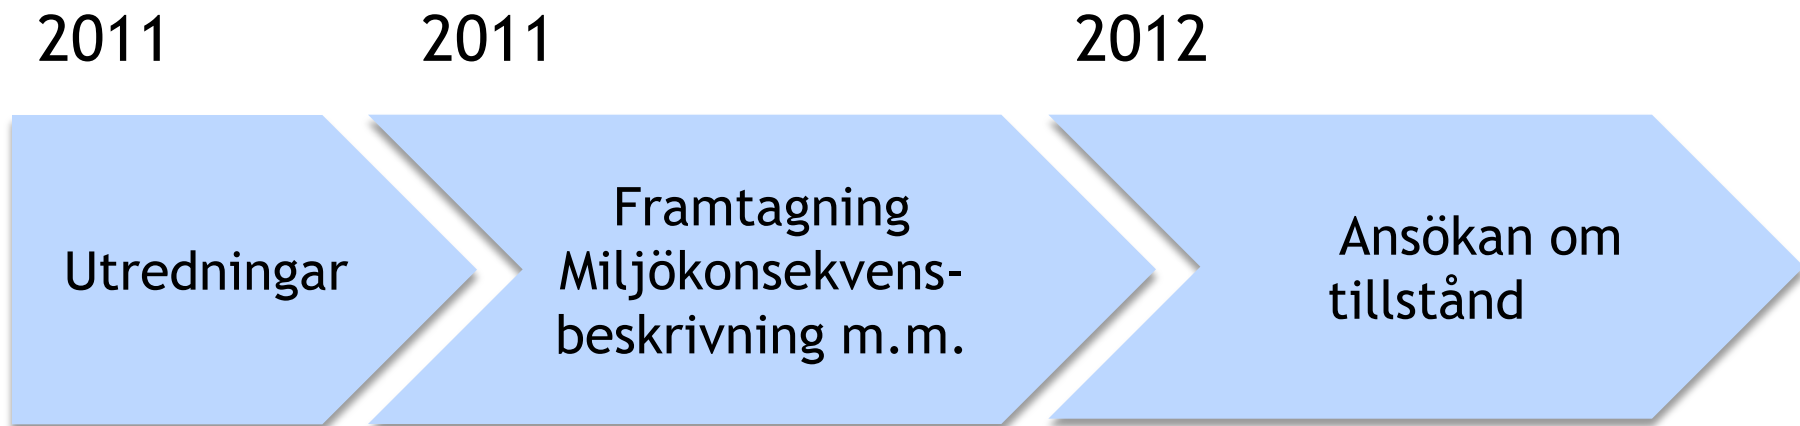 2011
2011
2012
Utredningar
Framtagning
Miljökonsekvens-
beskrivning m.m.
Ansökan om
tillstånd